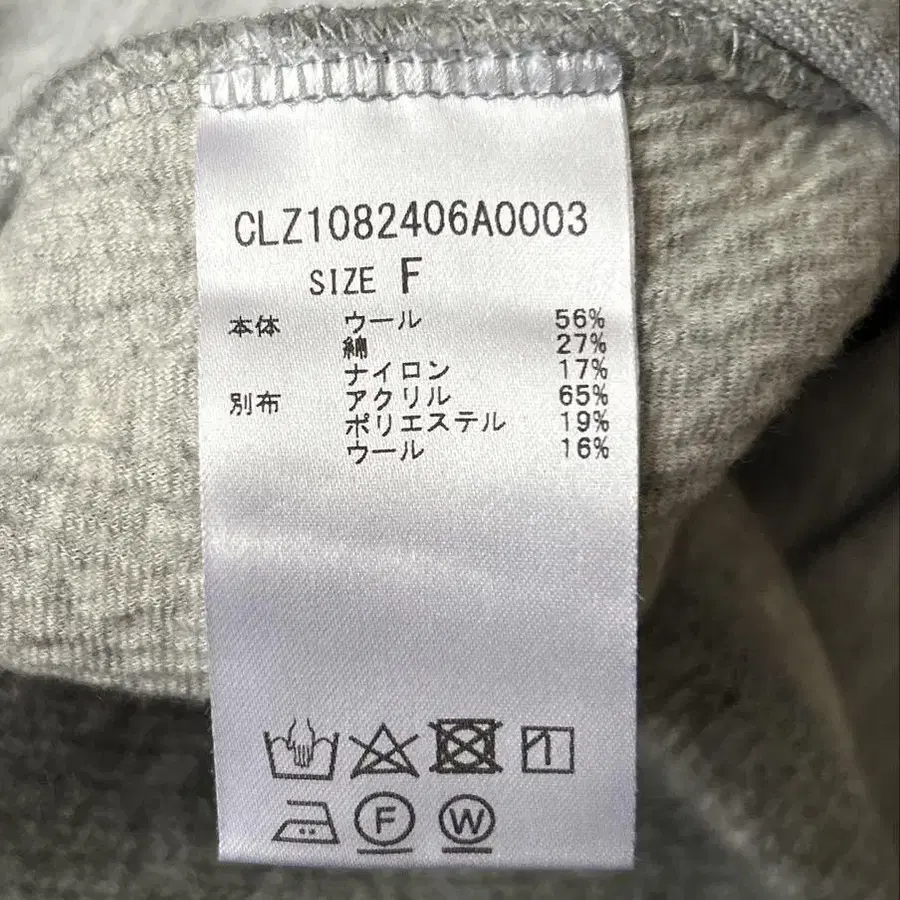 CLZ1082406A0003
SIZE F
本体 ウール 56%
綿 27%
ナイロン 17%
別布 アクリル 65%
ポリエステル 19%
ウール 16%
F W